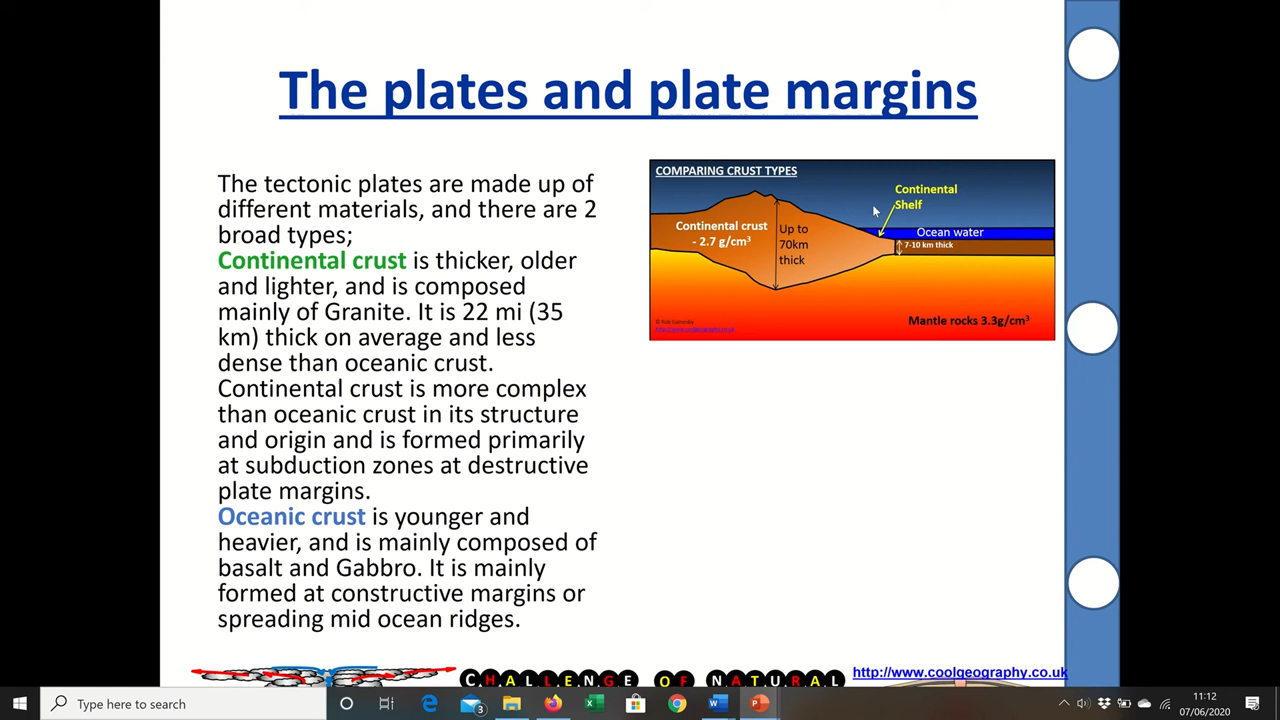 The plates and plate margins
The tectonic plates are made up of
different materials, and there are 2
broad types;
Continental crust is thicker, older
and lighter, and is composed
mainly of Granite. It is 22 mi (35
km) thick on average and less
dense than oceanic crust.
Continental crust is more complex
than oceanic crust in its structure
and origin and is formed primarily
at subduction zones at destructive
plate margins.
Oceanic crust is younger and
heavier, and is mainly composed of
basalt and Gabbro. It is mainly
formed at constructive margins or
spreading mid ocean ridges.
COMPARING CRUST TYPES
Continental
Shelf
Continental crust
- 2.7 g/cm³
Up to
70km
thick
Ocean water
7-10 km thick
Mantle rocks 3.3g/cm³
CHALLENGE OF NATURAL
http://www.coolgeography.co.uk
Type here to search
3
11:12
07/06/2020